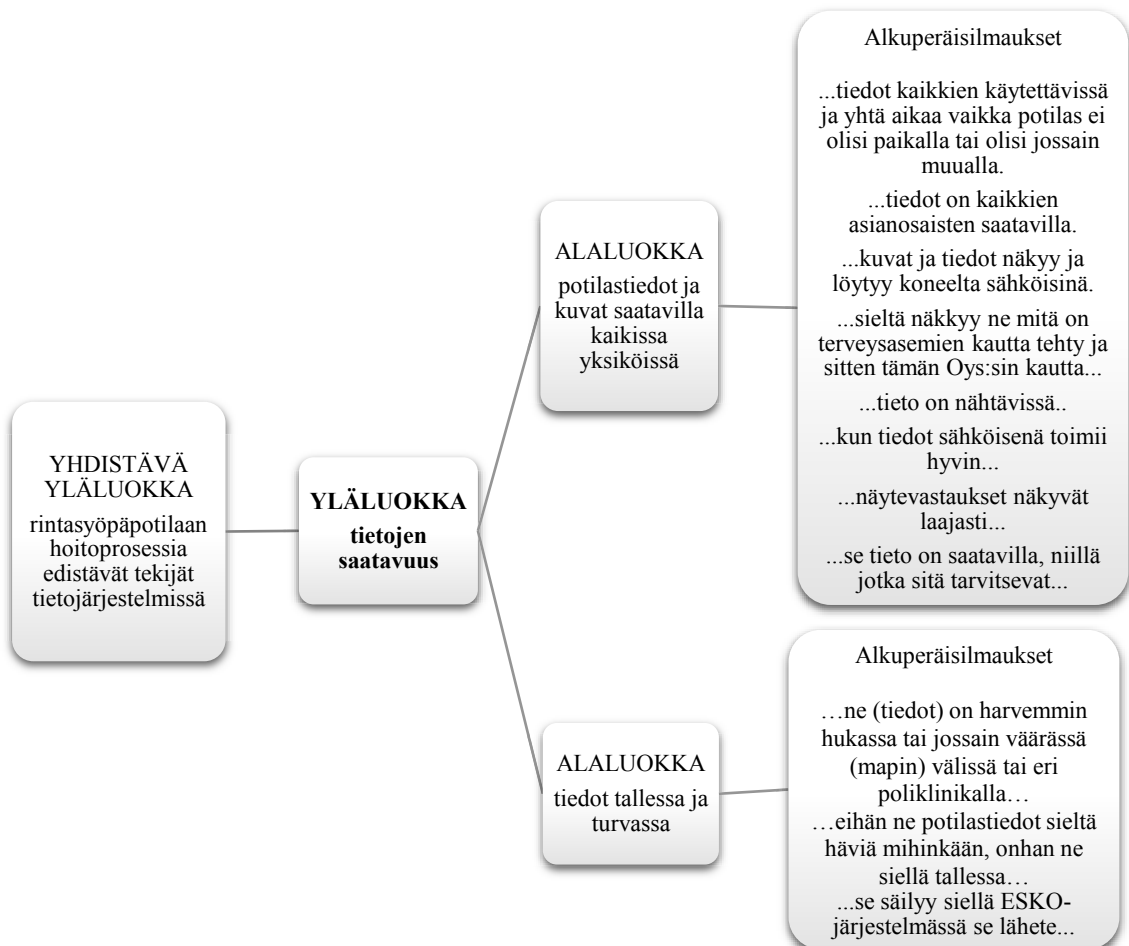 YHDISTÄVÄ
YLÄLUOKKA
rintasyöpäpotilaan
hoitoprosessia
edistävät tekijät
tietojärjestelmissä
YLÄLUOKKA
tietojen
saatavuus
ALALUOKKA
potilastiedot ja
kuvat saatavilla
kaikissa
yksiköissä
Alkuperäisilmaukset
...tiedot kaikkien käytettävissä
ja yhtä aikaa vaikka potilas ei
olisi paikalla tai olisi jossain
muualla.
...tiedot on kaikkien
asianosaisten saatavilla.
...kuvat ja tiedot näkyy ja
löytyy koneelta sähköisinä.
...sieltä näkkyy ne mitä on
terveysasemien kautta tehty ja
sitten tämän Oys:sin kautta...
...tieto on nähtävissä..
...kun tiedot sähköisenä toimii
hyvin...
...näytevastaukset näkyvät
laajasti...
...se tieto on saatavilla, niillä
jotka sitä tarvitsevat...
ALALUOKKA
tiedot tallessa ja
turvassa
Alkuperäisilmaukset
…ne (tiedot) on harvemmin
hukassa tai jossain väärässä
(mapin) välissä tai eri
poliklinikalla…
…eihän ne potilastiedot sieltä
häviä mihinkään, onhan ne
siellä tallessa…
...se säilyy siellä ESKO-
järjestelmässä se lähete...